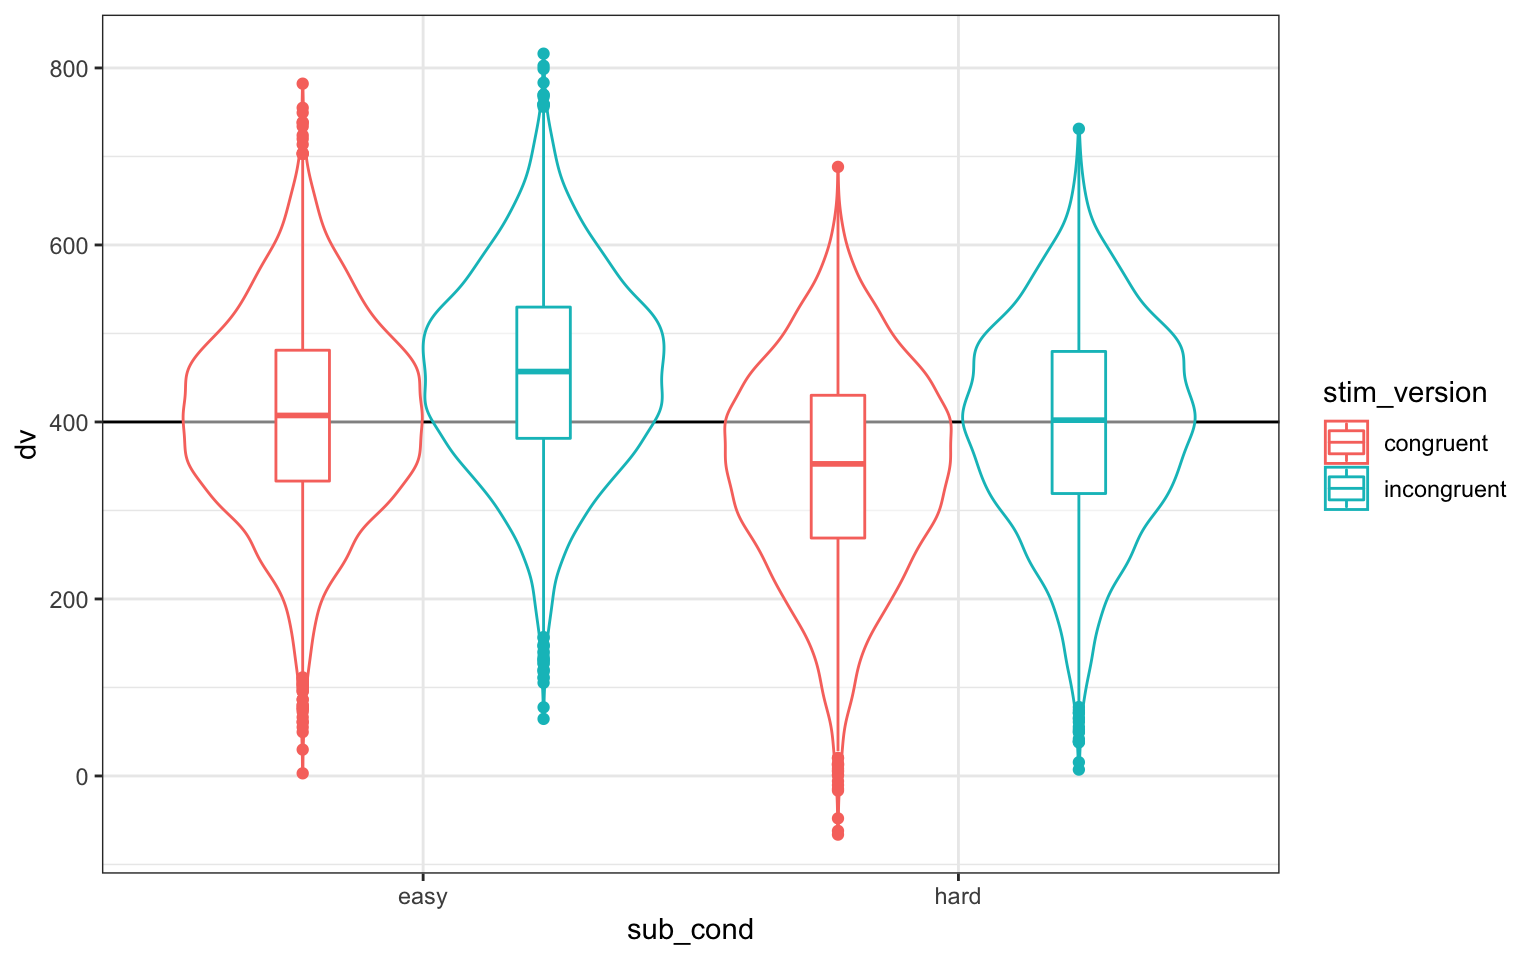 800
600
400
200
0
dv
easy
hard
sub_cond
stim_version
congruent
incongruent